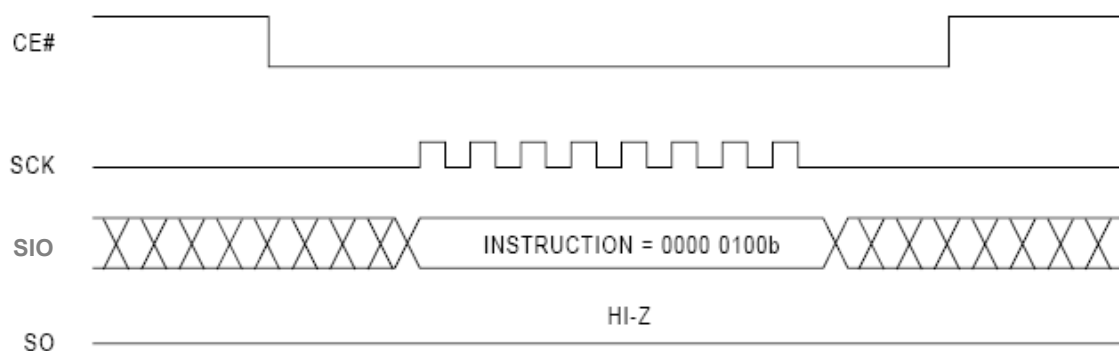 CE#
SCK
SIO
INSTRUCTION = 0000 0100b
HI-Z
SO